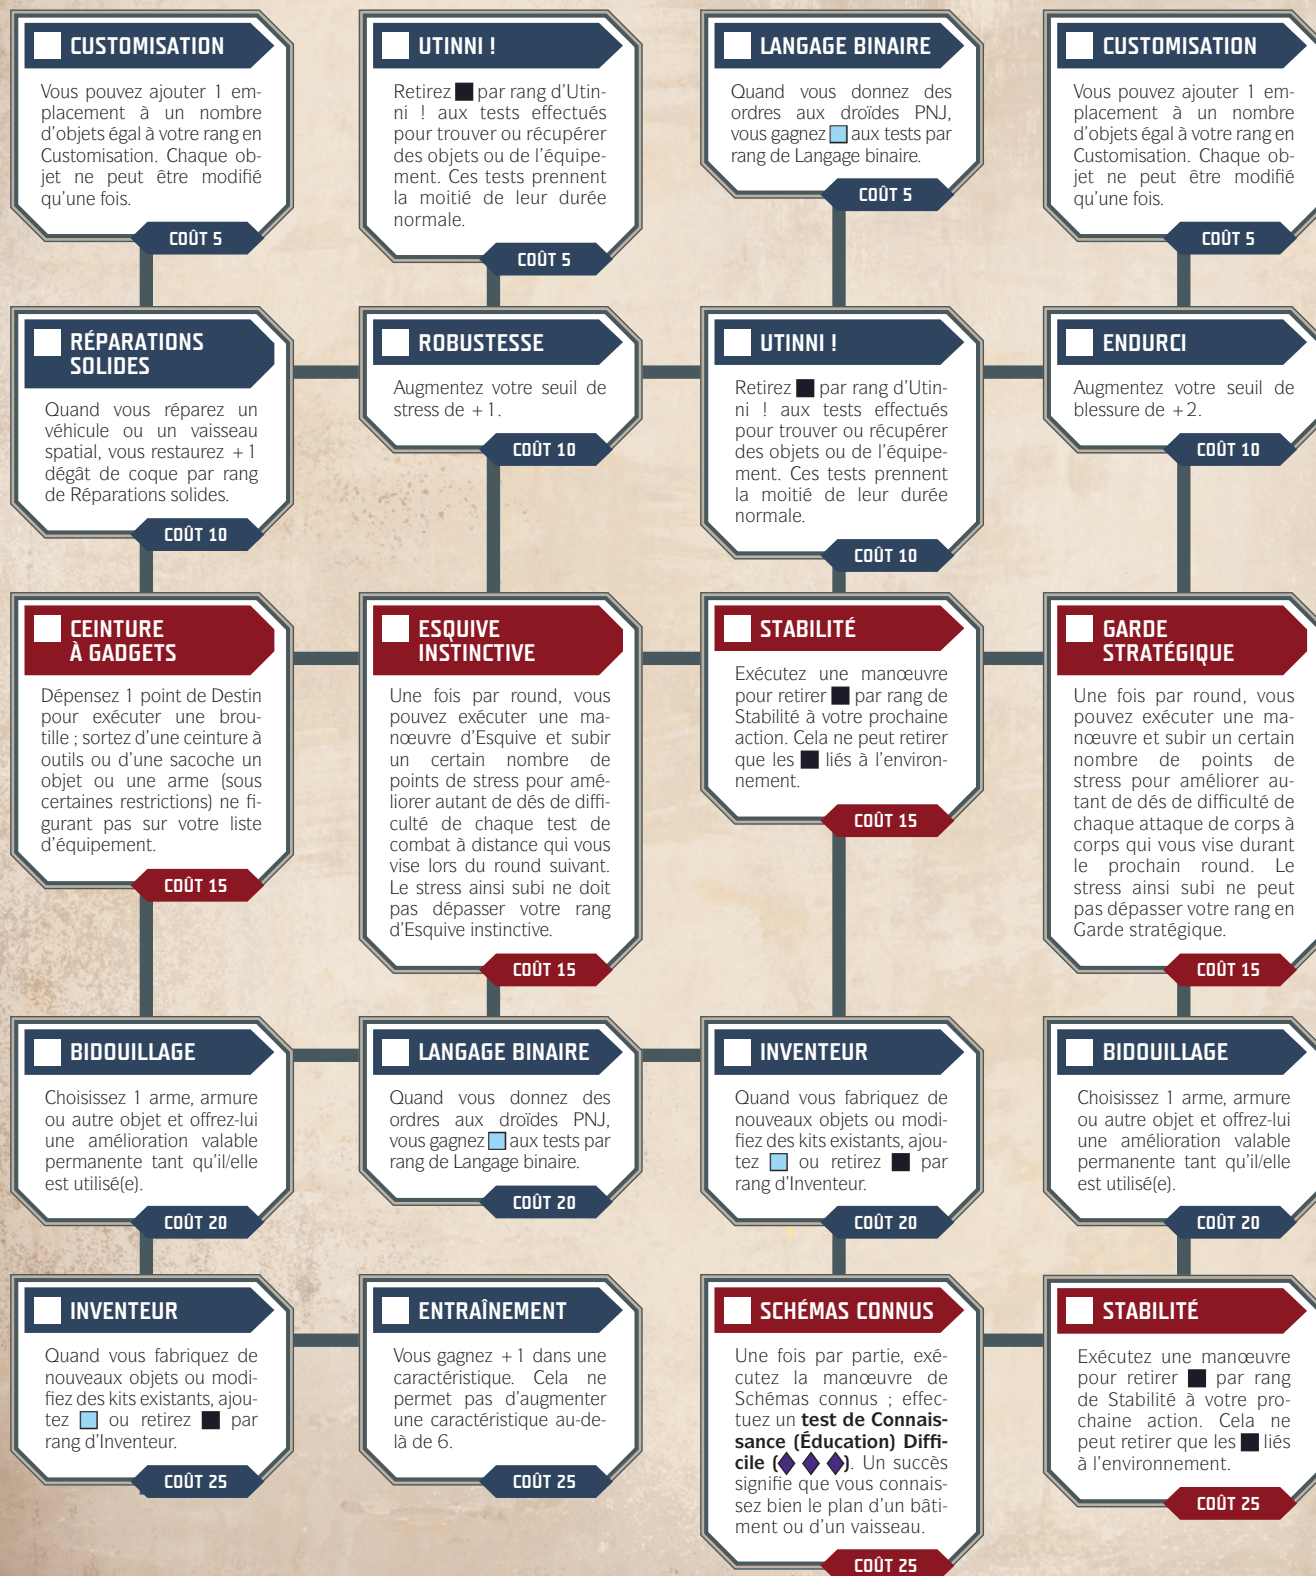 CUSTOMISATION
Vous pouvez ajouter 1 em-
placement à un nombre
d'objets égal à votre rang en
Customisation. Chaque ob-
jet ne peut être modifié
qu'une fois.
COÛT 5
UTINNI !
Retirez par rang d'Utin-
ni ! aux tests effectués
pour trouver ou récupérer
des objets ou de l'équipe-
ment. Ces tests prennent
la moitié de leur durée
normale.
COÛT 5
LANGAGE BINAIRE
Quand vous donnez des
ordres aux droïdes PNJ,
vous gagnez aux tests par
rang de Langage binaire.
COÛT 5
CUSTOMISATION
Vous pouvez ajouter 1 em-
placement à un nombre
d'objets égal à votre rang en
Customisation. Chaque ob-
jet ne peut être modifié
qu'une fois.
COÛT 5
RÉPARATIONS
SOLIDES
Quand vous réparez un
véhicule ou un vaisseau
spatial, vous restaurez +1
dégât de coque par rang
de Réparations solides.
COÛT 10
ROBUSTESSE
Augmentez votre seuil de
stress de +1.
COÛT 10
UTINNI !
Retirez par rang d'Utin-
ni ! aux tests effectués
pour trouver ou récupérer
des objets ou de l'équipe-
ment. Ces tests prennent
la moitié de leur durée
normale.
COÛT 10
ENDURCI
Augmentez votre seuil de
blessure de +2.
COÛT 10
CEINTURE
À GADGETS
Dépensez 1 point de Destin
pour exécuter une brou-
tille ; sortez d'une ceinture à
outils ou d'une sacoche un
objet ou une arme (sous
certaines restrictions) ne fi-
gurant pas sur votre liste
d'équipement.
COÛT 15
ESQUIVE
INSTINCTIVE
Une fois par round, vous
pouvez exécuter une ma-
nœuvre d'Esquive et subir
un certain nombre de
points de stress pour amé-
liorer autant de dés de diffi-
culté de chaque test de
combat à distance qui vous
vise lors du round suivant.
Le stress ainsi subi ne doit
pas dépasser votre rang
d'Esquive instinctive.
COÛT 15
STABILITÉ
Exécutez une manœuvre
pour retirer par rang de
Stabilité à votre prochaine
action. Cela ne peut retirer
que les liés à l'environ-
nement.
COÛT 15
GARDE
STRATÉGIQUE
Une fois par round, vous
pouvez exécuter une ma-
nœuvre et subir un certain
nombre de points de
stress pour améliorer au-
tant de dés de difficulté de
chaque attaque de corps à
corps qui vous vise durant
le prochain round. Le
stress ainsi subi ne peut
pas dépasser votre rang en
Garde stratégique.
COÛT 15
BIDOUILLAGE
Choisissez 1 arme, armure
ou autre objet et offrez-lui
une amélioration valable
permanente tant qu'il/elle
est utilisé(e).
COÛT 20
LANGAGE BINAIRE
Quand vous donnez des
ordres aux droïdes PNJ,
vous gagnez aux tests par
rang de Langage binaire.
COÛT 20
INVENTEUR
Quand vous fabriquez de
nouveaux objets ou modi-
fiez des kits existants, ajou-
tez ou retirez par
rang d'Inventeur.
COÛT 20
BIDOUILLAGE
Choisissez 1 arme, armure
ou autre objet et offrez-lui
une amélioration valable
permanente tant qu'il/elle
est utilisé(e).
COÛT 20
INVENTEUR
Quand vous fabriquez de
nouveaux objets ou modi-
fiez des kits existants, ajou-
tez ou retirez par
rang d'Inventeur.
COÛT 25
ENTRAÎNEMENT
Vous gagnez +1 dans une
caractéristique. Cela ne
permet pas d'augmenter
une caractéristique au-de-
là de 6.
COÛT 25
SCHÉMAS CONNUS
Une fois par partie, exé-
cutez la manœuvre de
Schémas connus ; effec-
tuez un test de Connais-
sance (Éducation) Diffi-
cile (◆ ◆ ◆). Un succès
signifie que vous connais-
sez bien le plan d'un bâti-
ment ou d'un vaisseau.
COÛT 25
STABILITÉ
Exécutez une manœuvre
pour retirer par rang
de Stabilité à votre pro-
chaine action. Cela ne
peut retirer que les liés
à l'environnement.
COÛT 25